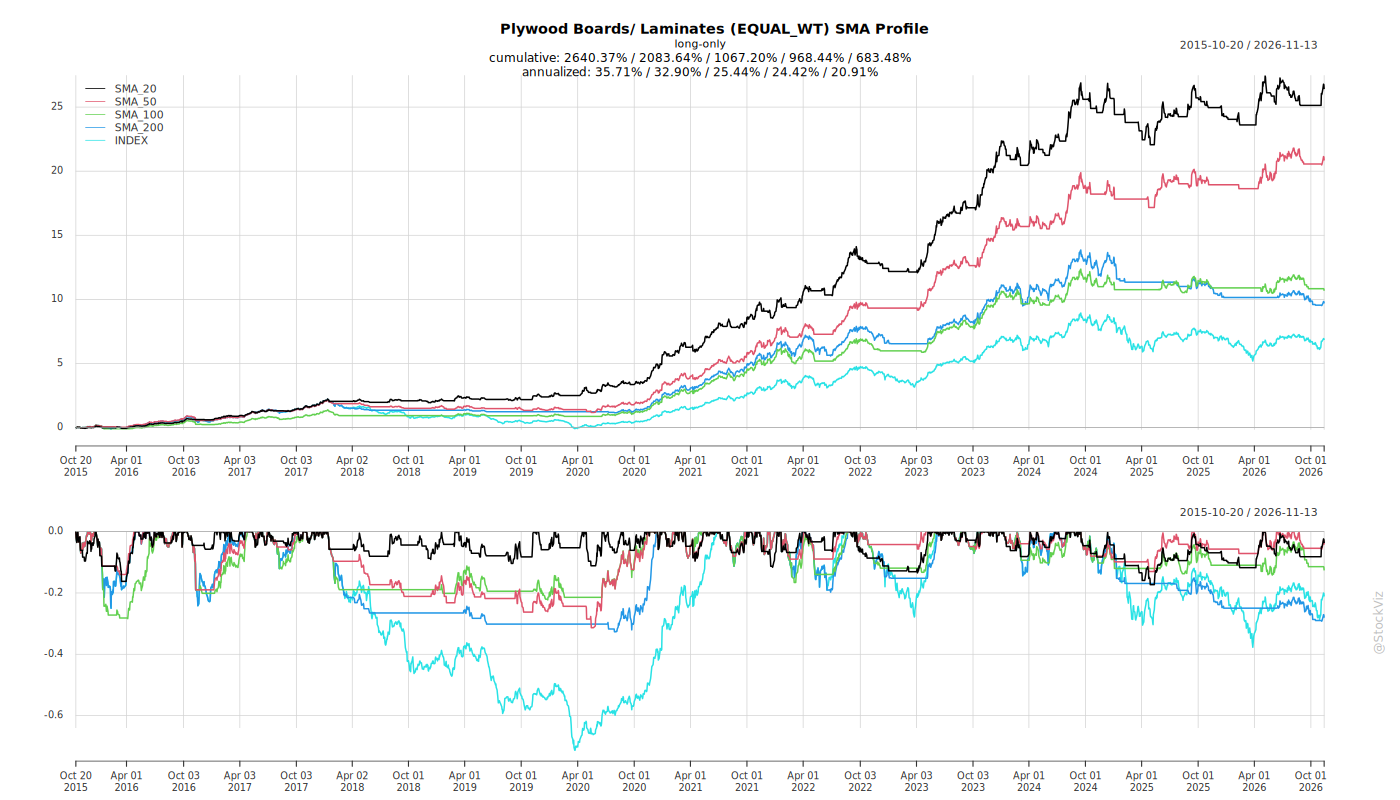 Plywood Boards/ Laminates (EQUAL_WT) SMA Profile
long-only
cumulative: 2640.37% / 2083.64% / 1067.20% / 968.44% / 683.48%
annualized: 35.71% / 32.90% / 25.44% / 24.42% / 20.91%
2015-10-20 / 2026-11-13
SMA_20
SMA_50
SMA_100
SMA_200
INDEX
25
20
15
10
5
0
Oct 20 Apr 01 Oct 03 Apr 03 Oct 03 Apr 02 Oct 01 Apr 01 Oct 01 Apr 01 Oct 01 Apr 01 Oct 01 Apr 01 Oct 03 Apr 03 Oct 03 Apr 01 Oct 01 Apr 01 Oct 01 Apr 01 Oct 01
2015 2016 2016 2017 2017 2018 2018 2019 2019 2020 2020 2021 2021 2022 2022 2023 2023 2024 2024 2025 2025 2026 2026
2015-10-20 / 2026-11-13
0.0
-0.2
-0.4
-0.6
Oct 20 Apr 01 Oct 03 Apr 03 Oct 03 Apr 02 Oct 01 Apr 01 Oct 01 Apr 01 Oct 01 Apr 01 Oct 01 Apr 01 Oct 03 Apr 03 Oct 03 Apr 01 Oct 01 Apr 01 Oct 01 Apr 01 Oct 01
2015 2016 2016 2017 2017 2018 2018 2019 2019 2020 2020 2021 2021 2022 2022 2023 2023 2024 2024 2025 2025 2026 2026
@StockViz